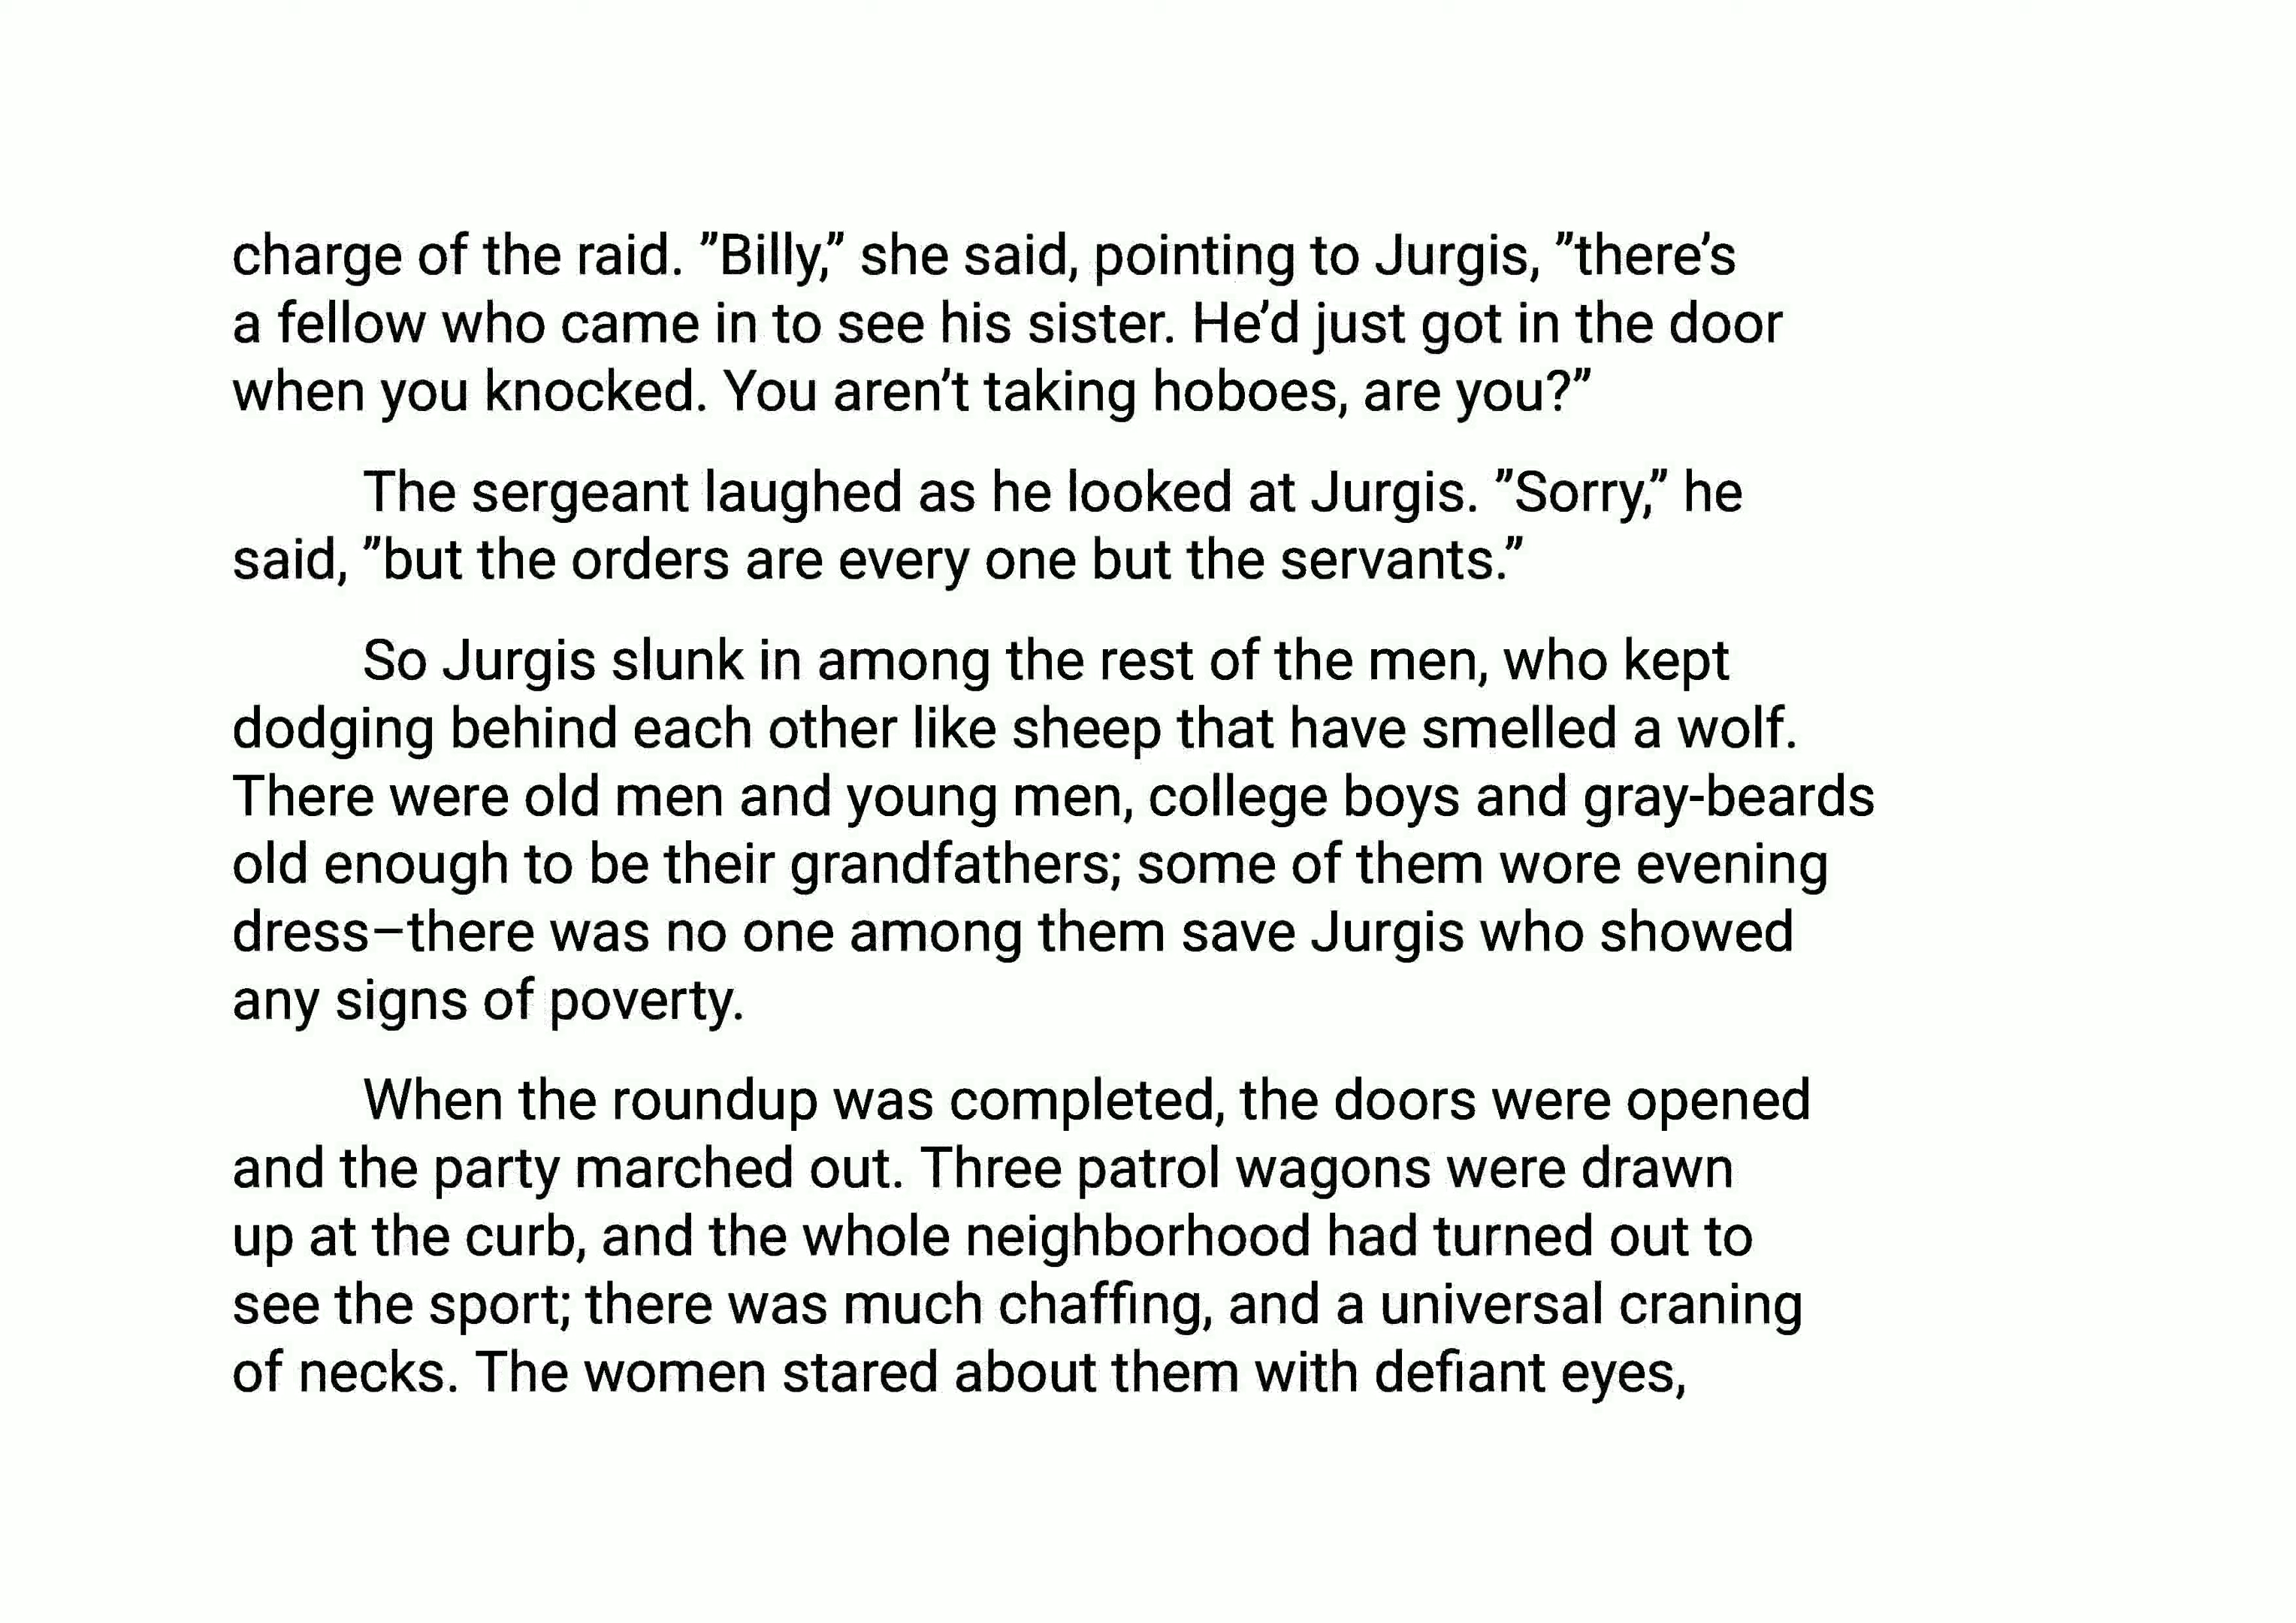 charge of the raid. ”Billy,” she said, pointing to Jurgis, ”there’s
a fellow who came in to see his sister. He’d just got in the door
when you knocked. You aren’t taking hoboes, are you?”
The sergeant laughed as he looked at Jurgis. ”Sorry,” he
said, ”but the orders are every one but the servants.”
So Jurgis slunk in among the rest of the men, who kept
dodging behind each other like sheep that have smelled a wolf.
There were old men and young men, college boys and gray-beards
old enough to be their grandfathers; some of them wore evening
dress–there was no one among them save Jurgis who showed
any signs of poverty.
When the roundup was completed, the doors were opened
and the party marched out. Three patrol wagons were drawn
up at the curb, and the whole neighborhood had turned out to
see the sport; there was much chaffing, and a universal craning
of necks. The women stared about them with defiant eyes,